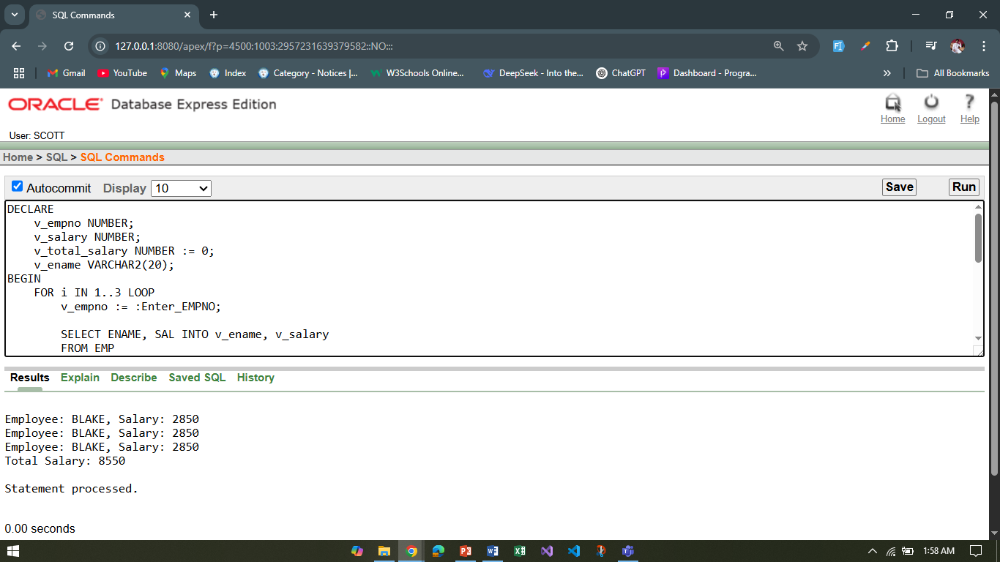 SQL Commands
127.0.0.1:8080/apex/f?p=4500:1003:2957231639379582::NO:::
Gmail YouTube Maps Index Category - Notices |... W3Schools Online... DeepSeek - Into the... ChatGPT Dashboard - Progra... » All Bookmarks
ORACLE Database Express Edition
Home Logout Help
User: SCOTT
Home > SQL > SQL Commands
Autocommit Display 10 Save Run
DECLARE
v_empno NUMBER;
v_salary NUMBER;
v_total_salary NUMBER := 0;
v_ename VARCHAR2(20);
BEGIN
FOR i IN 1..3 LOOP
v_empno := :Enter_EMPNO;
SELECT ENAME, SAL INTO v_ename, v_salary
FROM EMP
Results Explain Describe Saved SQL History
Employee: BLAKE, Salary: 2850
Employee: BLAKE, Salary: 2850
Employee: BLAKE, Salary: 2850
Total Salary: 8550
Statement processed.
0.00 seconds
1:58 AM